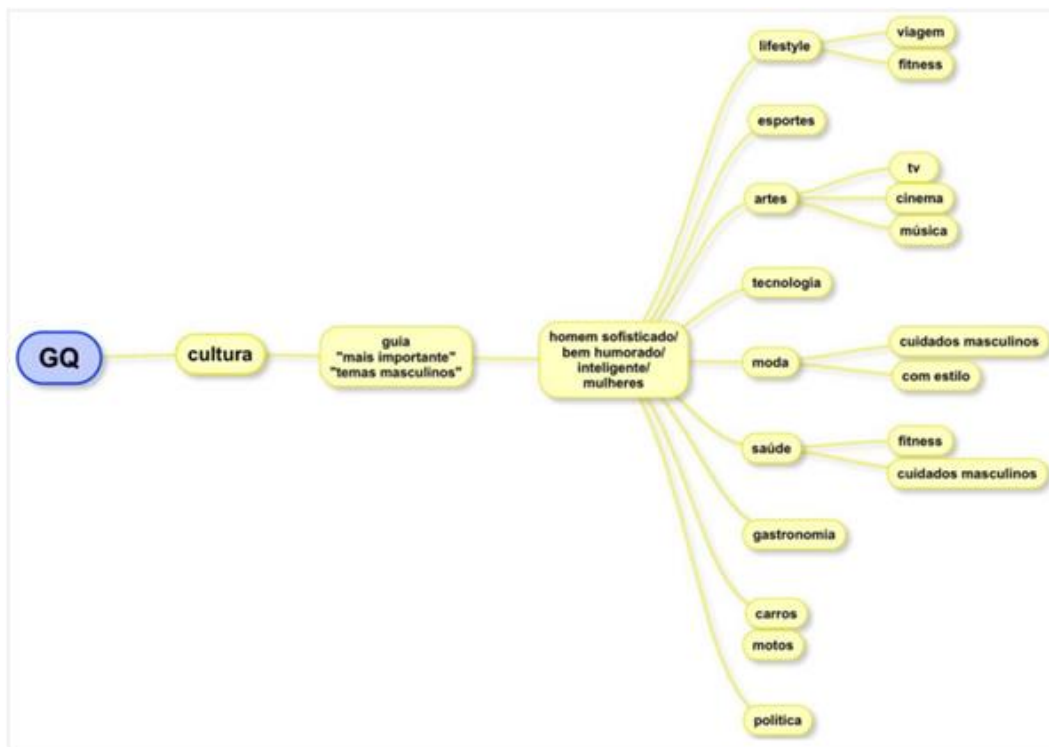 GQ
cultura
guia
"mais importante"
"temas masculinos"
homem sofisticado/
bem humorado/
inteligente/
mulheres
lifestyle
viagem
fitness
esportes
artes
tv
cinema
música
tecnologia
moda
cuidados masculinos
com estilo
saúde
fitness
cuidados masculinos
gastronomia
carros
motos
política